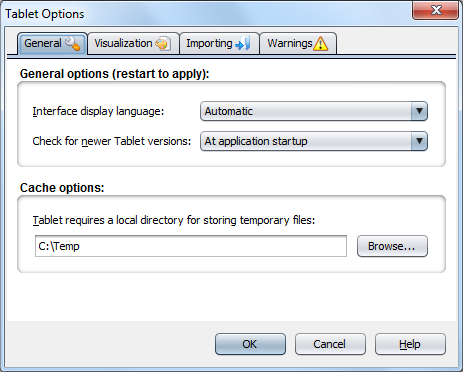 Tablet Options
General Visualization Importing Warnings
General options (restart to apply):
Interface display language: Automatic
Check for newer Tablet versions: At application startup
Cache options:
Tablet requires a local directory for storing temporary files:
C:\Temp Browse...
OK Cancel Help